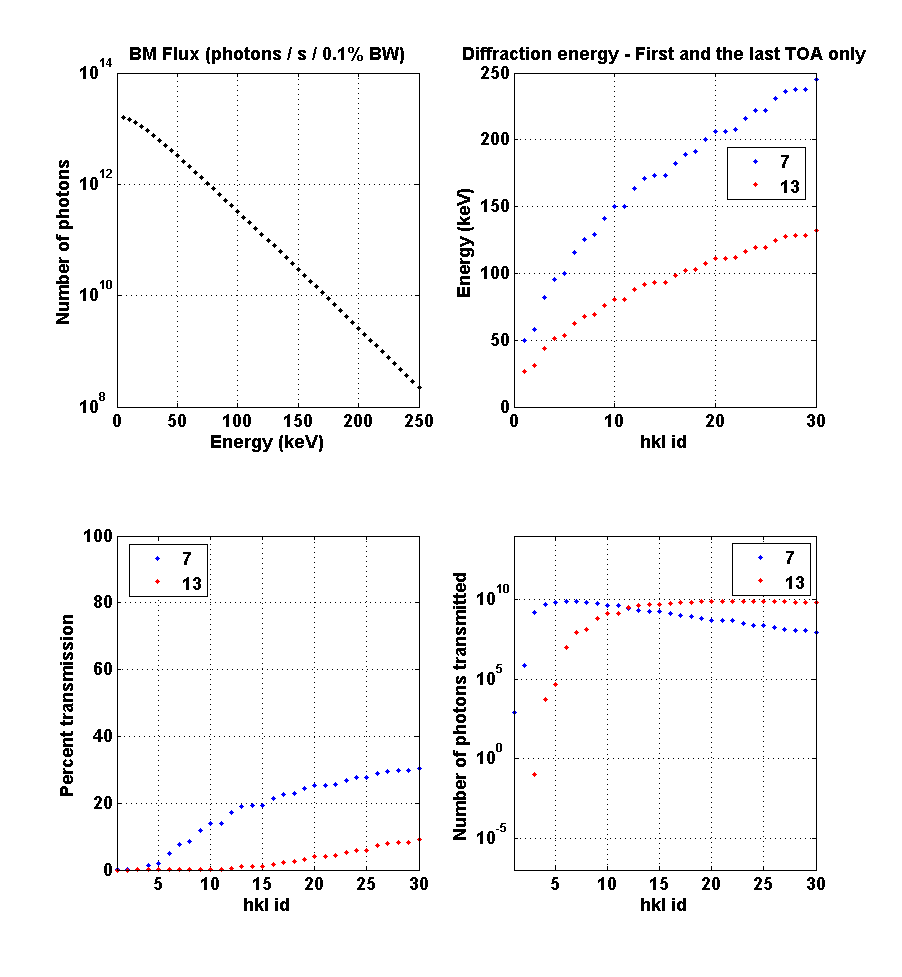 BM Flux (photons / s / 0.1% BW)
Number of photons
10^14
10^12
10^10
10^8
0 50 100 150 200 250
Energy (keV)
Diffraction energy - First and the last TOA only
Energy (keV)
250
200
150
100
50
0
7
13
0 10 20 30
hkl id
Percent transmission
100
80
60
40
20
0
7
13
5 10 15 20 25 30
hkl id
Number of photons transmitted
10^10
10^5
10^0
10^-5
7
13
5 10 15 20 25 30
hkl id